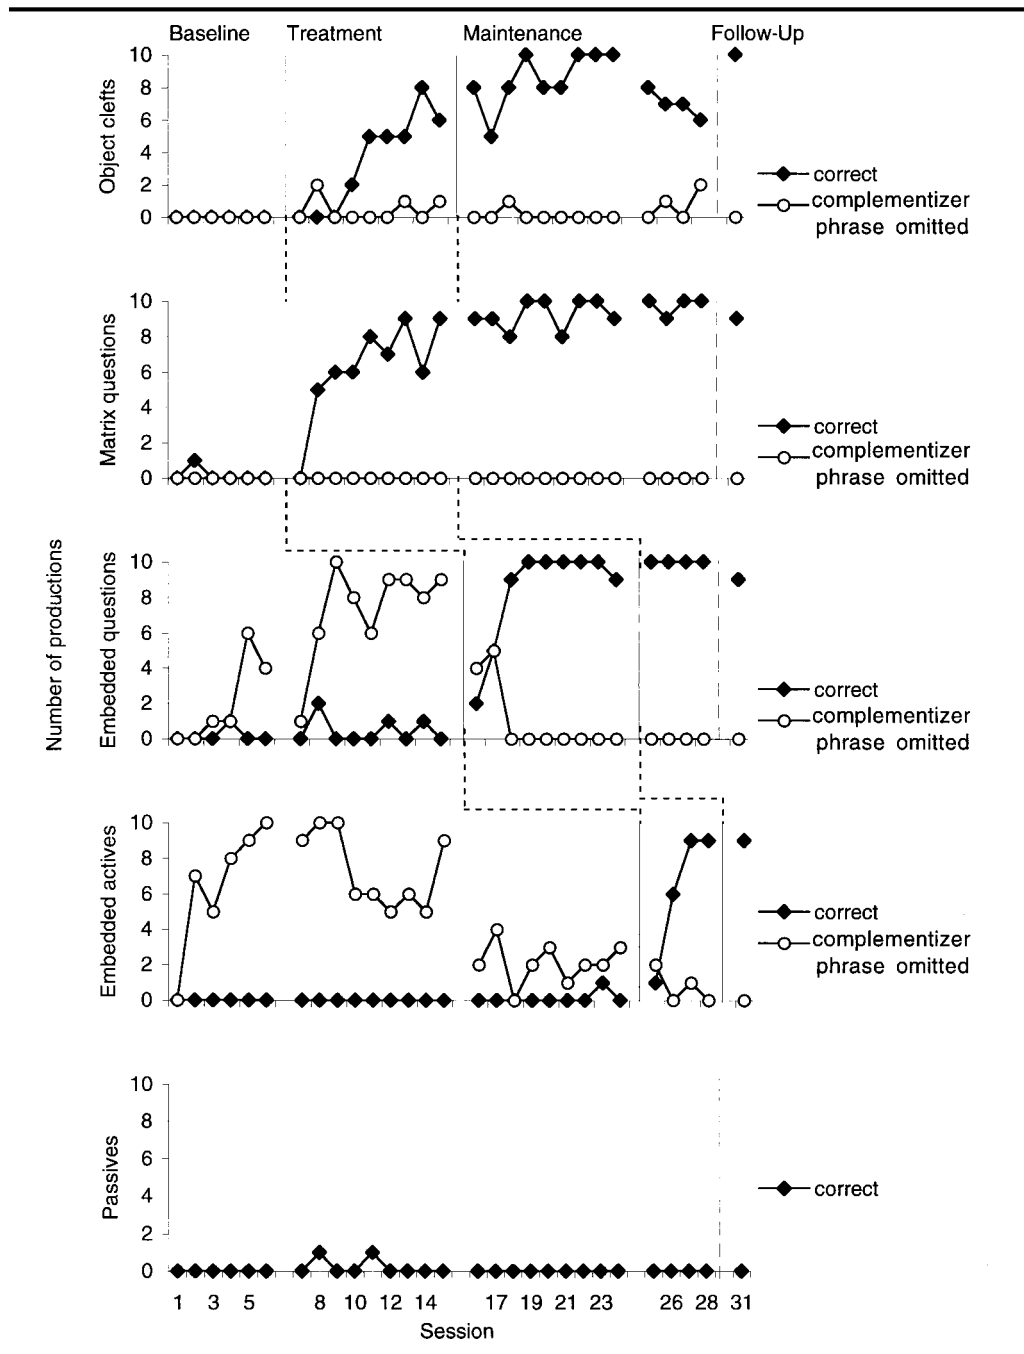 Baseline Treatment Maintenance Follow-Up
Object clefts
10
8
6
4
2
0
correct
complementizer
phrase omitted
Matrix questions
10
8
6
4
2
0
correct
complementizer
phrase omitted
Number of productions
Embedded questions
10
8
6
4
2
0
correct
complementizer
phrase omitted
Embedded actives
10
8
6
4
2
0
correct
complementizer
phrase omitted
Passives
10
8
6
4
2
0
correct
1 3 5 8 10 12 14 17 19 21 23 26 28 31
Session